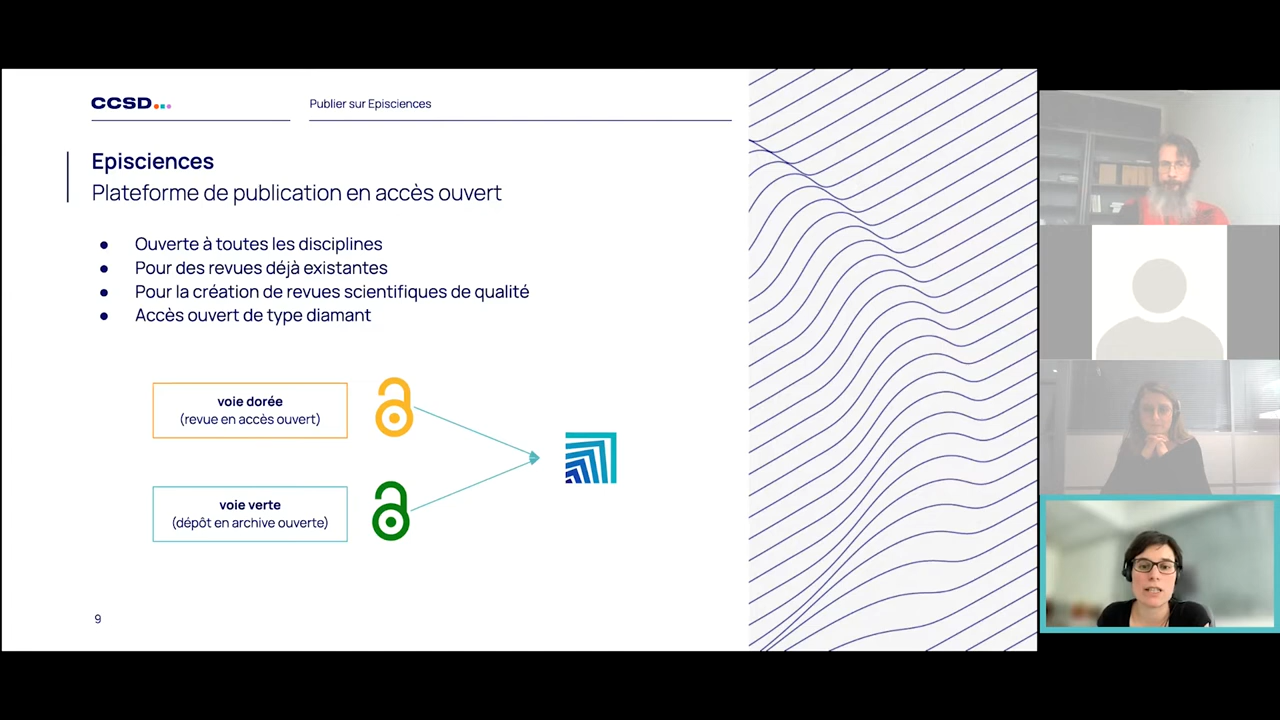 CCSD
Publier sur Episciences
Episciences
Plateforme de publication en accès ouvert
● Ouverte à toutes les disciplines
● Pour des revues déjà existantes
● Pour la création de revues scientifiques de qualité
● Accès ouvert de type diamant
voie dorée
(revue en accès ouvert)
voie verte
(dépôt en archive ouverte)
9